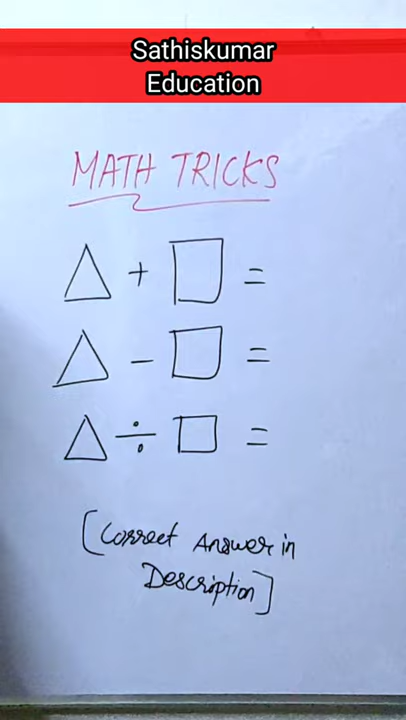 Sathiskumar
Education
MATH TRICKS
△ + □ =
△ - □ =
△ ÷ □ =
[Correct Answer in
Description]